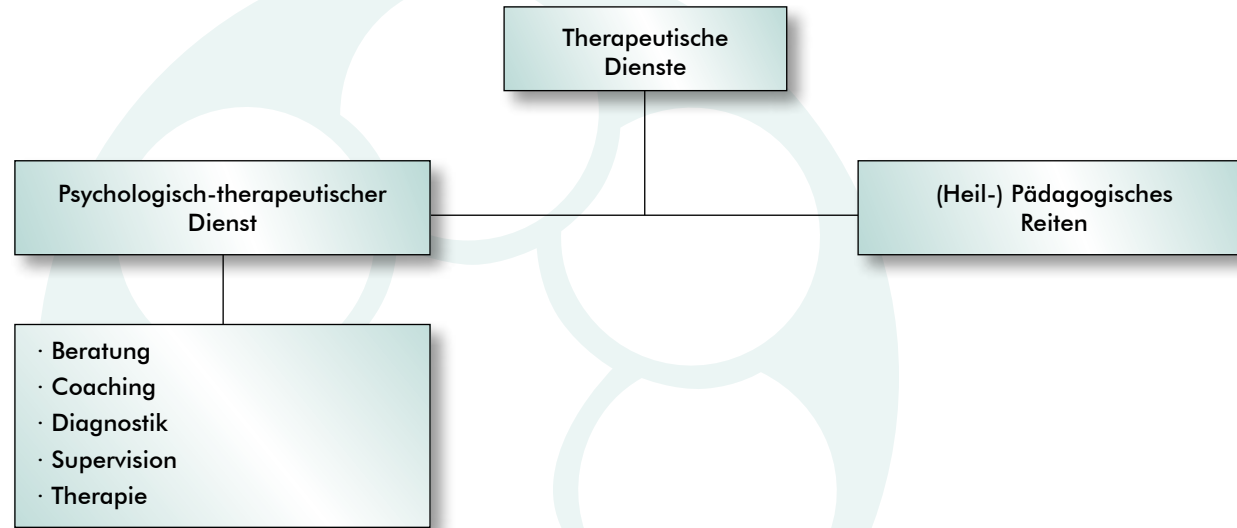 Therapeutische
Dienste
Psychologisch-therapeutischer
Dienst
(Heil-) Pädagogisches
Reiten
· Beratung
· Coaching
· Diagnostik
· Supervision
· Therapie